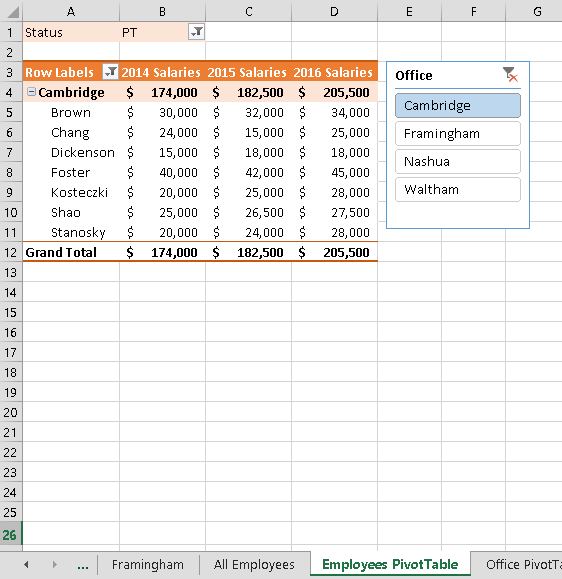 A B C D E F G
1 Status PT
2
3 Row Labels 2014 Salaries 2015 Salaries 2016 Salaries Office
4 Cambridge $ 174,000 $ 182,500 $ 205,500
Cambridge
5 Brown $ 30,000 $ 32,000 $ 34,000
6 Chang $ 24,000 $ 15,000 $ 25,000 Framingham
7 Dickenson $ 15,000 $ 18,000 $ 18,000 Nashua
8 Foster $ 40,000 $ 42,000 $ 45,000
9 Kosteczki $ 20,000 $ 25,000 $ 28,000 Waltham
10 Shao $ 25,000 $ 26,500 $ 27,500
11 Stanosky $ 20,000 $ 24,000 $ 28,000
12 Grand Total $ 174,000 $ 182,500 $ 205,500
13
14
15
16
17
18
19
20
21
22
23
24
25
26
... Framingham All Employees Employees PivotTable Office PivotTa